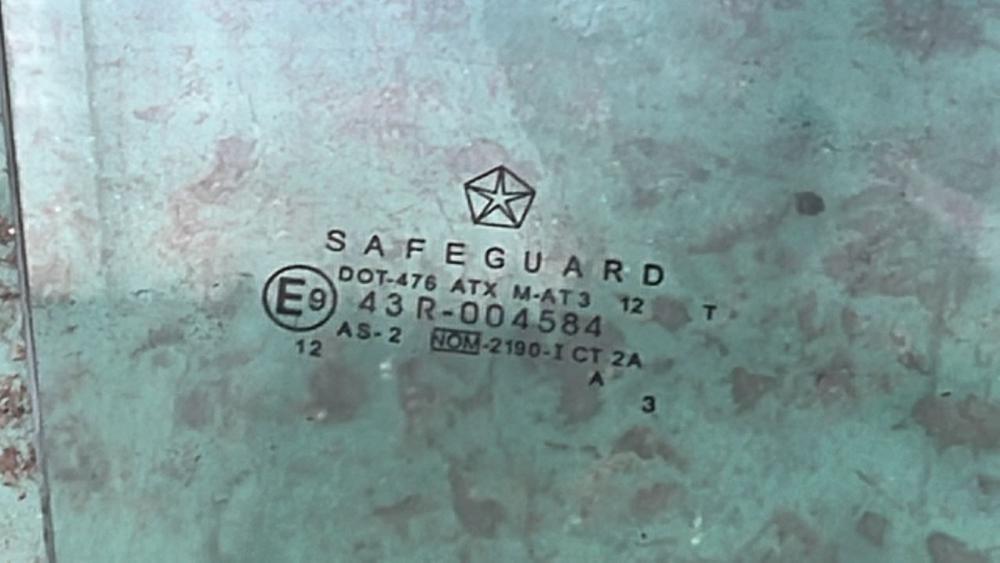 SAFEGUARD
DOT-476 ATX M-AT3 12 T
E9 43R-004584
AS-2 NOM-2190-I CT 2A
12
A
3